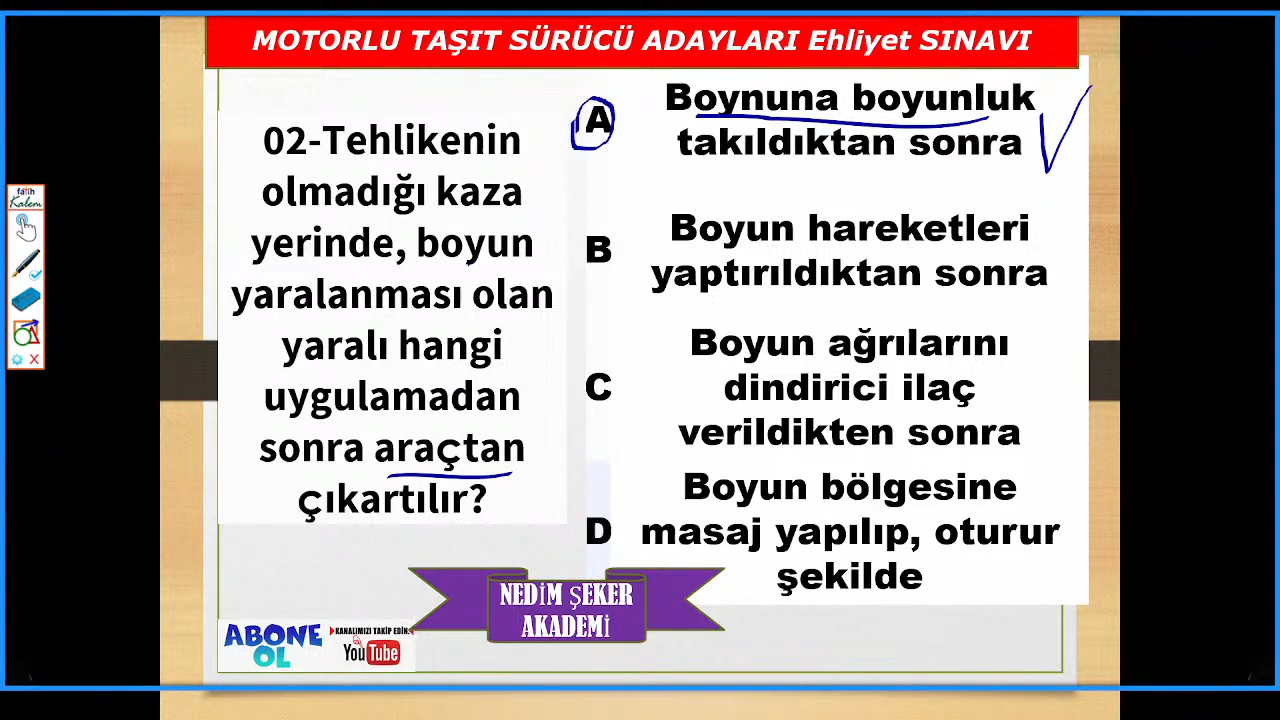 MOTORLU TAŞIT SÜRÜCÜ ADAYLARI Ehliyet SINAVI
02-Tehlikenin
olmadığı kaza
yerinde, boyun
yaralanması olan
yaralı hangi
uygulamadan
sonra araçtan
çıkartılır?
A
Boynuna boyunluk
takıldıktan sonra
B
Boyun hareketleri
yaptırıldıktan sonra
C
Boyun ağrılarını
dindirici ilaç
verildikten sonra
D
Boyun bölgesine
masaj yapılıp, oturur
şekilde
fatih
Kalem
NEDİM ŞEKER
AKADEMİ
ABONE
OL
KANALIMIZI TAKİP EDİN.
YouTube